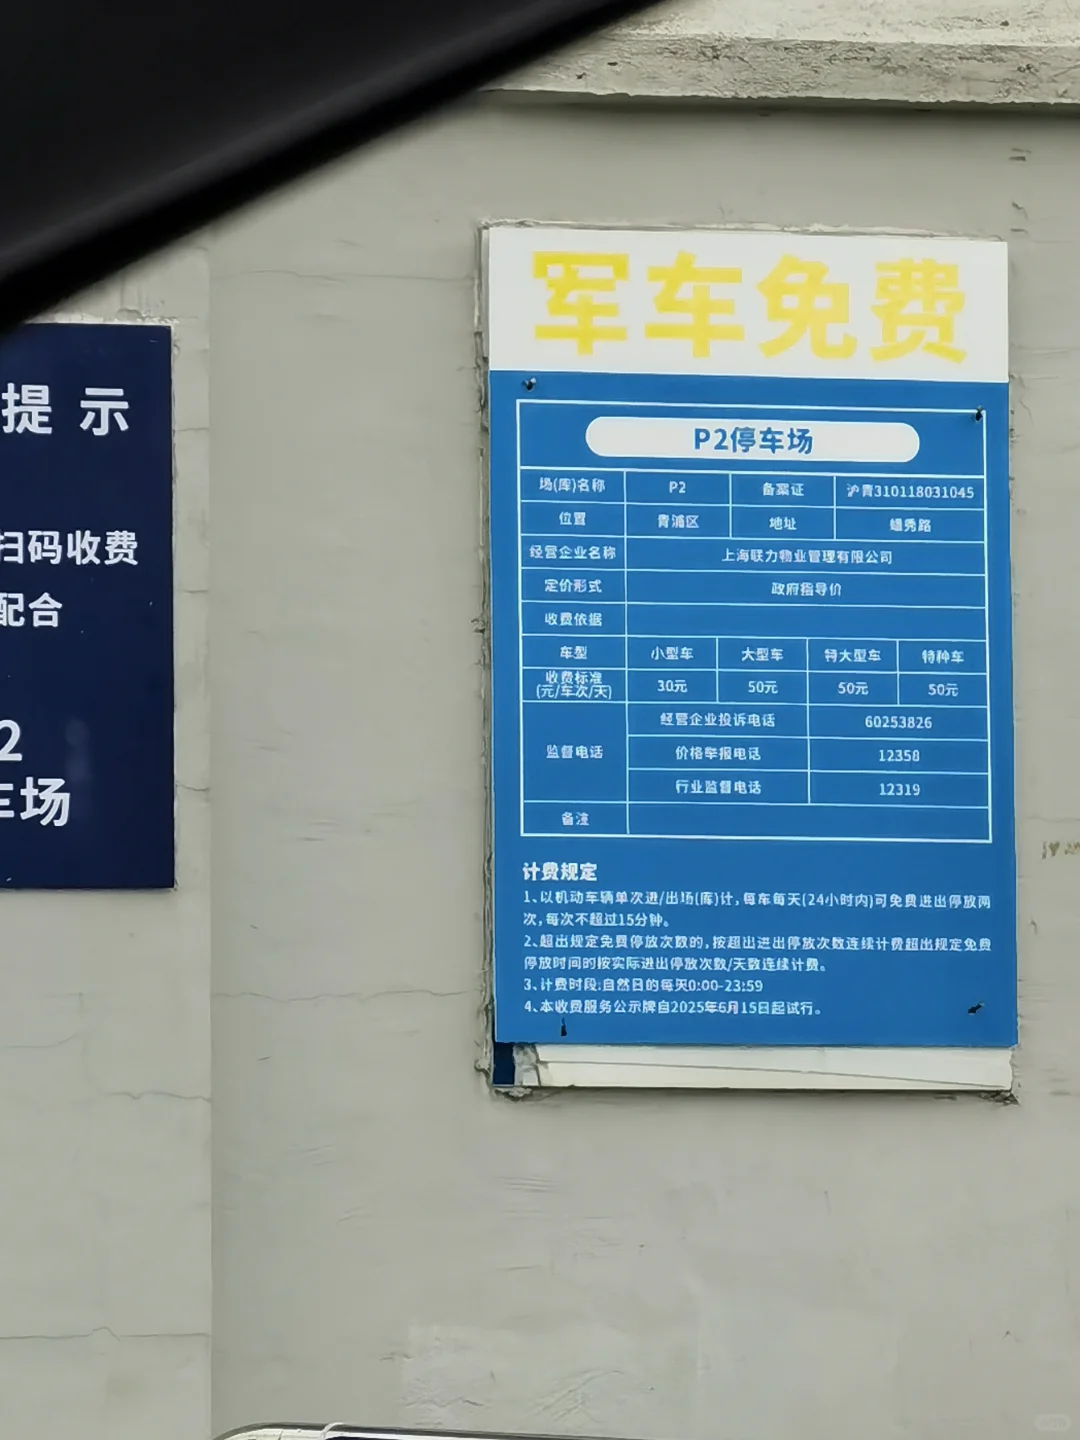 提 示
扫码收费
配合
2
车场
军车免费
P2停车场
场(库)名称 P2 备案证 沪青310118031045
位置 青浦区 地址 蟠秀路
经营企业名称 上海联力物业管理有限公司
定价形式 政府指导价
收费依据
车型 小型车 大型车 特大型车 特种车
收费标准
(元/车次/天) 30元 50元 50元 50元
监督电话 经营企业投诉电话 60253826
价格举报电话 12358
行业监督电话 12319
备注
计费规定
1、以机动车辆单次进/出场(库)计,每车每天(24小时内)可免费进出停放两
次,每次不超过15分钟。
2、超出规定免费停放次数的,按超出进出停放次数连续计费超出规定免费
停放时间的按实际进出停放次数/天数连续计费。
3、计费时段:自然日的每天0:00-23:59
4、本收费服务公示牌自2025年6月15日起试行。